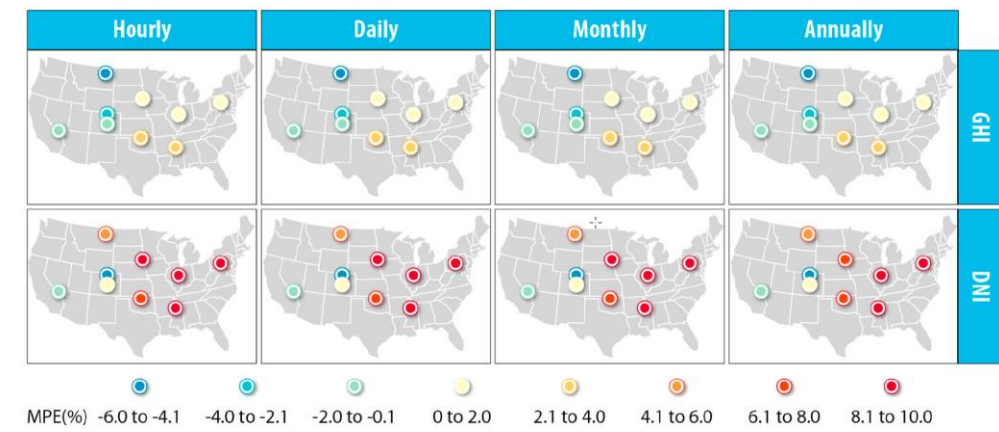 Hourly Daily Monthly Annually
GHI
DNI
MPE(%) -6.0 to -4.1 -4.0 to -2.1 -2.0 to -0.1 0 to 2.0 2.1 to 4.0 4.1 to 6.0 6.1 to 8.0 8.1 to 10.0